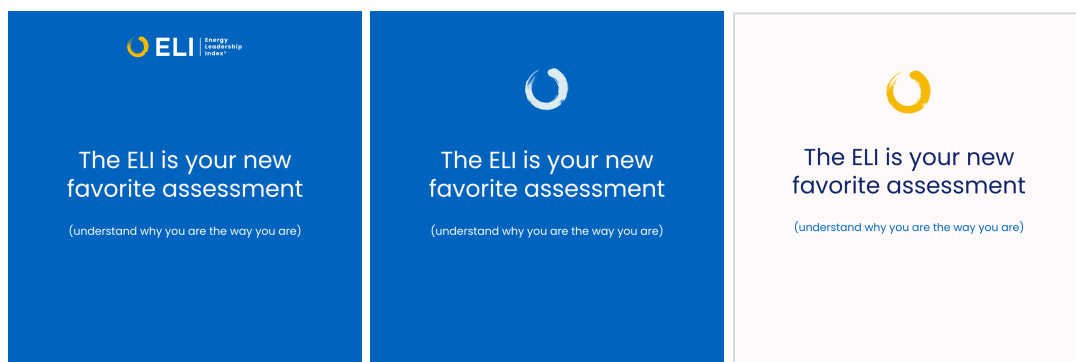 ELI
Energy
Leadership
Index®
The ELI is your new
favorite assessment
(understand why you are the way you are)
The ELI is your new
favorite assessment
(understand why you are the way you are)
The ELI is your new
favorite assessment
(understand why you are the way you are)